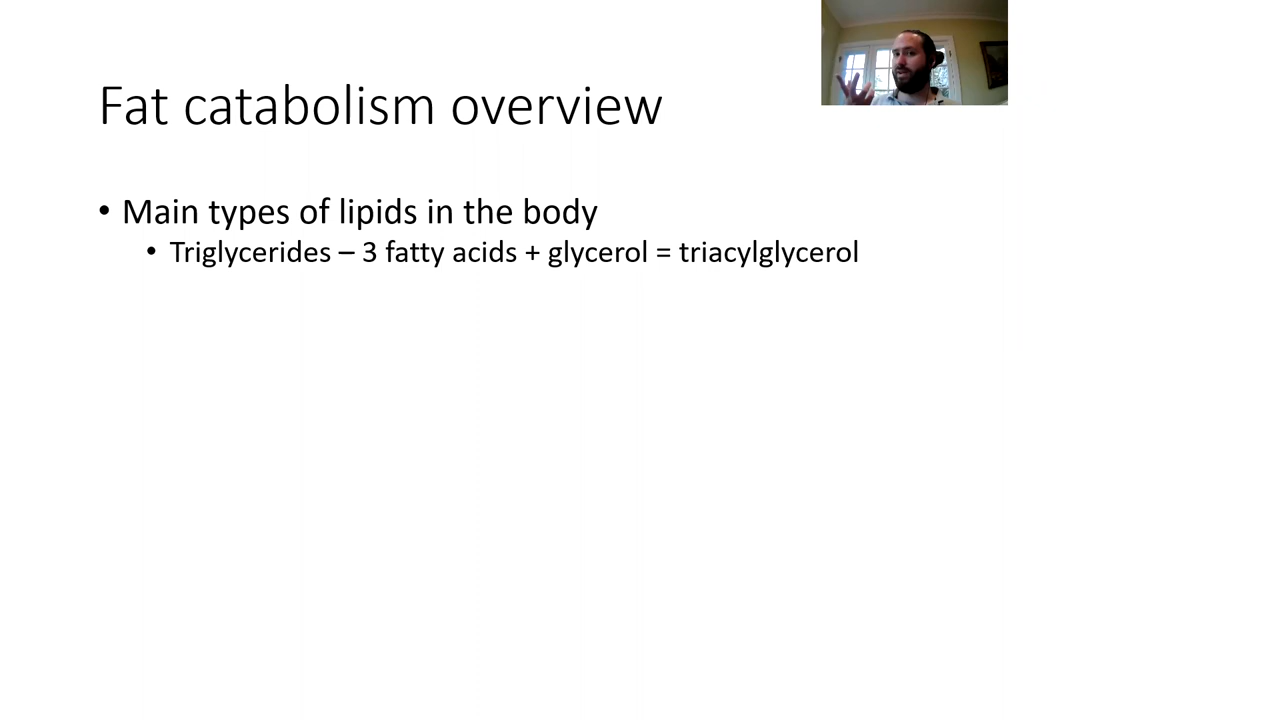 Fat catabolism overview
• Main types of lipids in the body
• Triglycerides – 3 fatty acids + glycerol = triacylglycerol